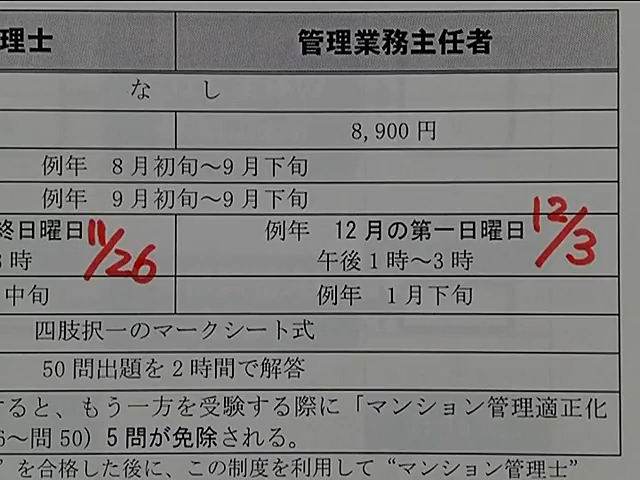 理士 管理業務主任者
なし
8,900円
例年 8月初旬～9月下旬
例年 9月初旬～9月下旬
終日曜日 11/26 例年 12月の第一日曜日 12/3
時 午後1時～3時
中旬 例年 1月下旬
四肢択一のマークシート式
50問出題を2時間で解答
すると、もう一方を受験する際に「マンション管理適正化
6～問50）5問が免除される。
を合格した後に、この制度を利用して“マンション管理士”